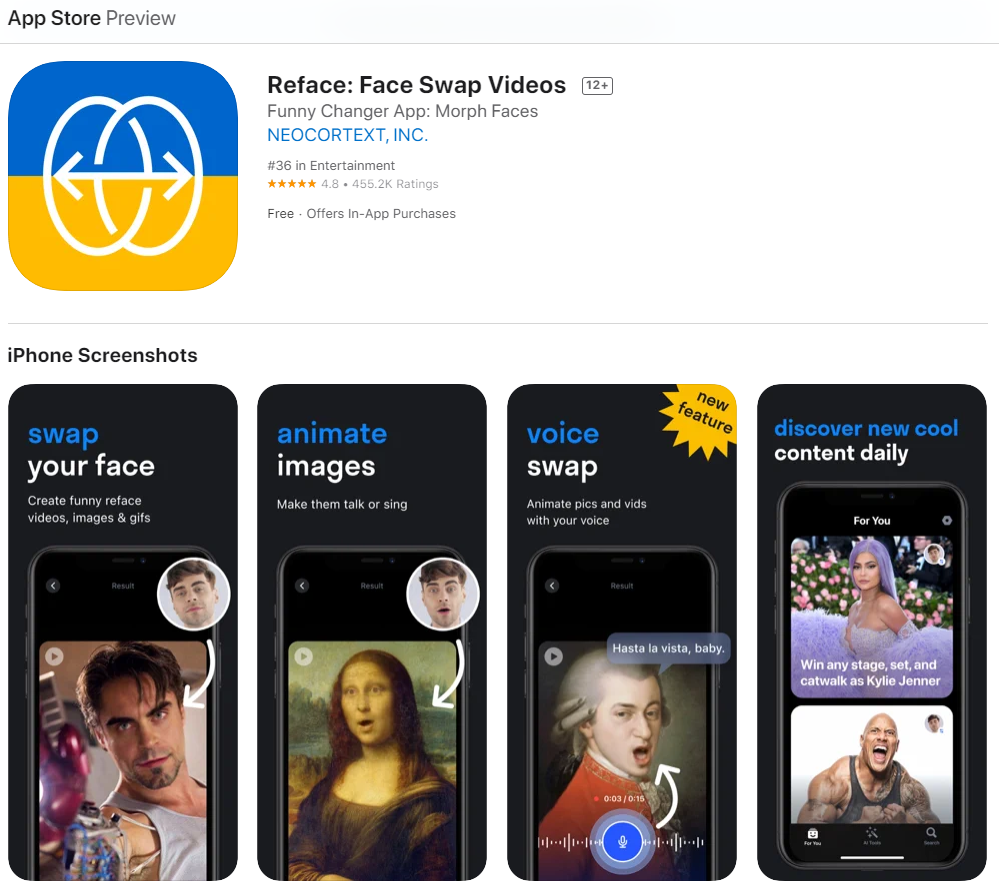 App Store Preview
Reface: Face Swap Videos 12+
Funny Changer App: Morph Faces
NEOCORTEXT, INC.
#36 in Entertainment
★★★★★ 4.8 • 455.2K Ratings
Free · Offers In-App Purchases
iPhone Screenshots
swap
your face
Create funny reface
videos, images & gifs
Result
animate
images
Make them talk or sing
Result
new
feature
voice
swap
Animate pics and vids
with your voice
Result
Hasta la vista, baby.
0:03 / 0:15
discover new cool
content daily
For You
Win any stage, set, and
catwalk as Kylie Jenner
For You
AI Tools
Search